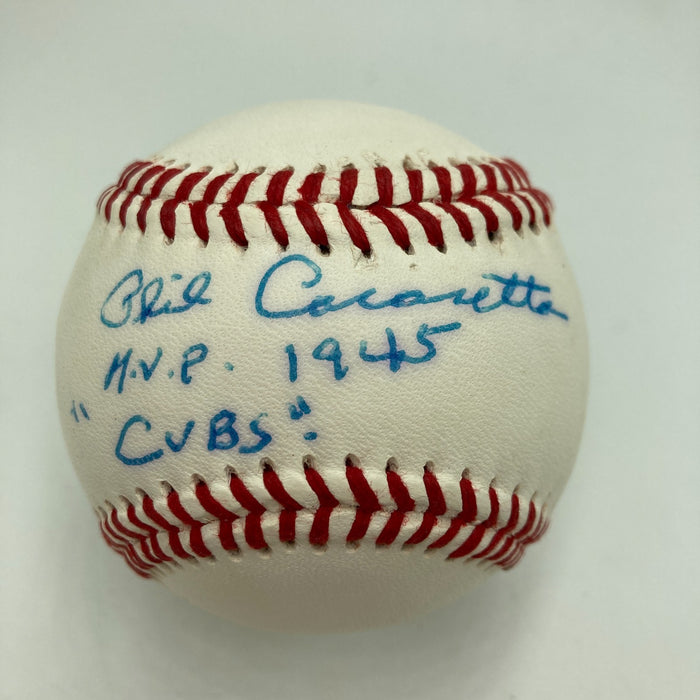 Phil Cavarretta
M.V.P. 1945
"CUBS".